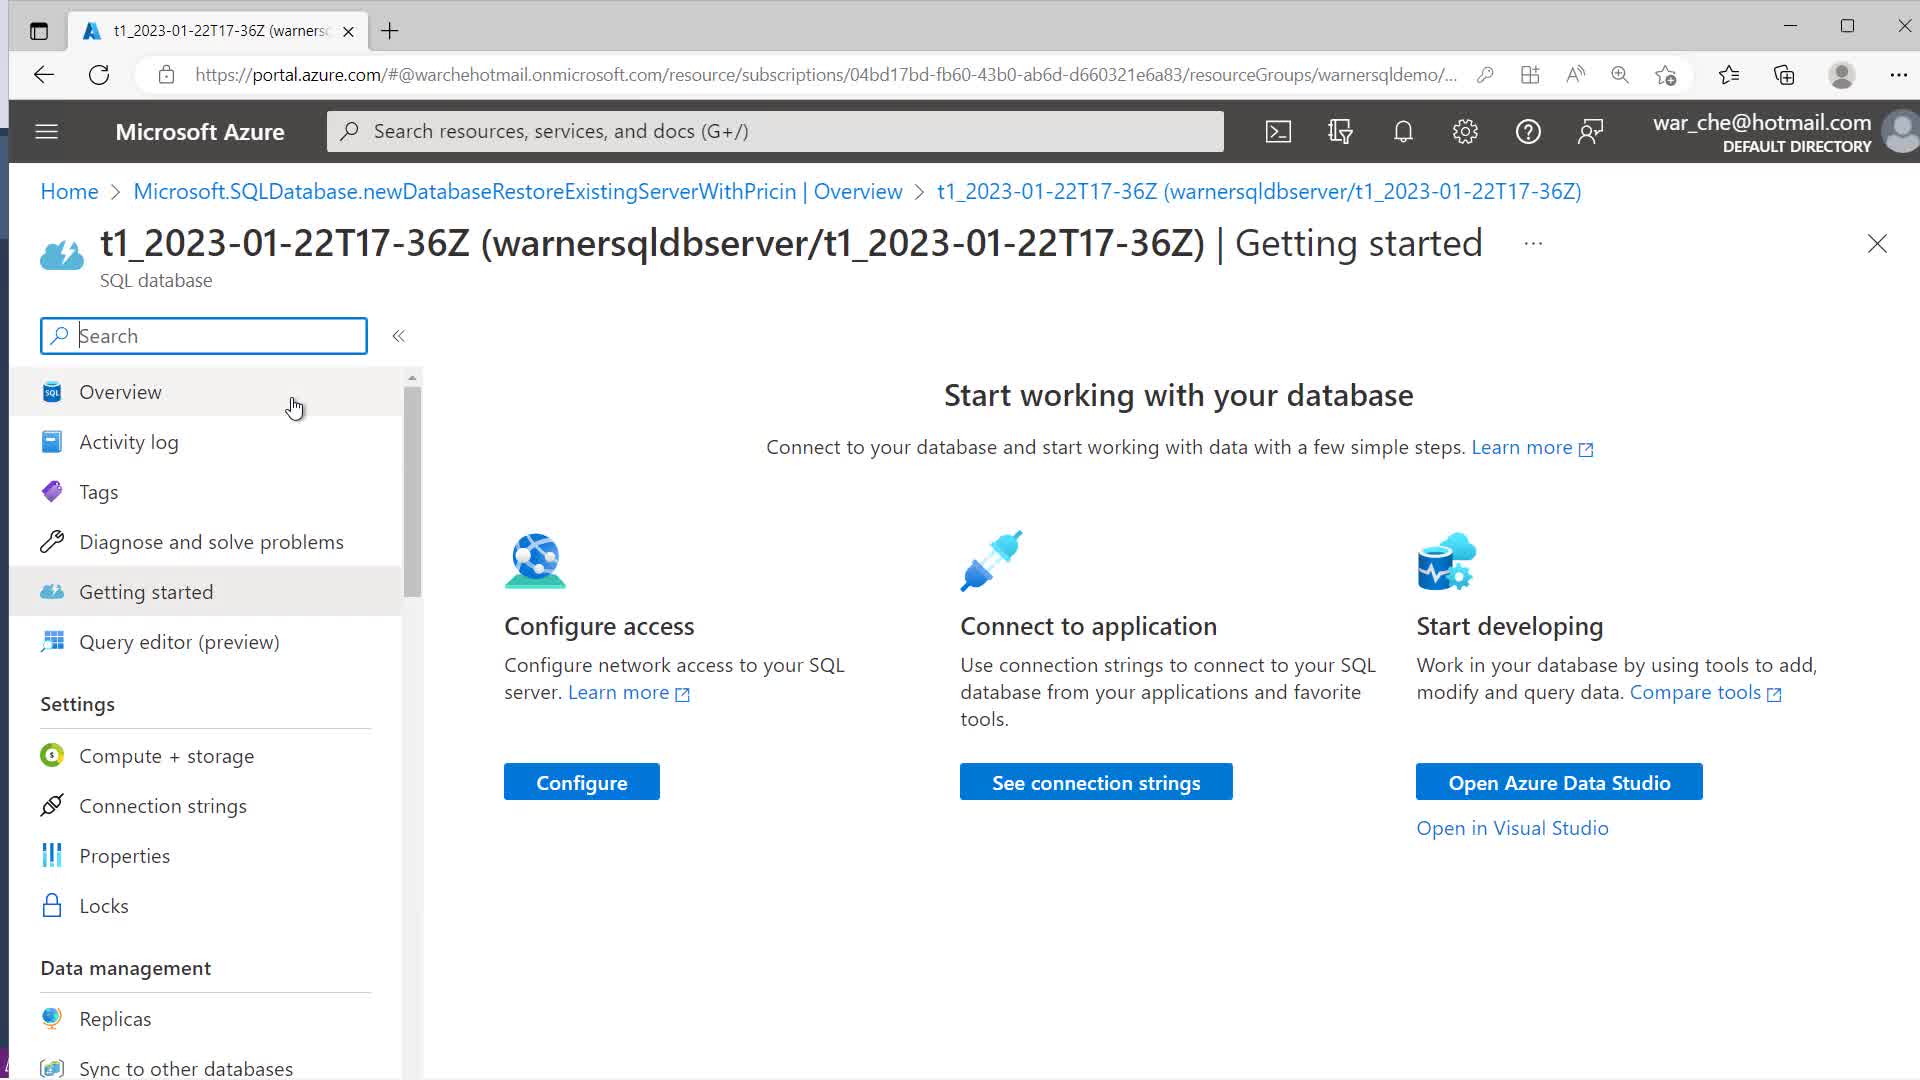 t1_2023-01-22T17-36Z (warnersq
https://portal.azure.com/#@warchehotmail.onmicrosoft.com/resource/subscriptions/04bd17bd-fb60-43b0-ab6d-d660321e6a83/resourceGroups/warnersqldemo/...
Microsoft Azure
Search resources, services, and docs (G+/)
war_che@hotmail.com
DEFAULT DIRECTORY
Home > Microsoft.SQLDatabase.newDatabaseRestoreExistingServerWithPricin | Overview > t1_2023-01-22T17-36Z (warnersqldbserver/t1_2023-01-22T17-36Z)
t1_2023-01-22T17-36Z (warnersqldbserver/t1_2023-01-22T17-36Z) | Getting started ...
SQL database
Search
Overview
Activity log
Tags
Diagnose and solve problems
Getting started
Query editor (preview)
Settings
Compute + storage
Connection strings
Properties
Locks
Data management
Replicas
Sync to other databases
Start working with your database
Connect to your database and start working with data with a few simple steps. Learn more
Configure access
Configure network access to your SQL
server. Learn more
Configure
Connect to application
Use connection strings to connect to your SQL
database from your applications and favorite
tools.
See connection strings
Start developing
Work in your database by using tools to add,
modify and query data. Compare tools
Open Azure Data Studio
Open in Visual Studio